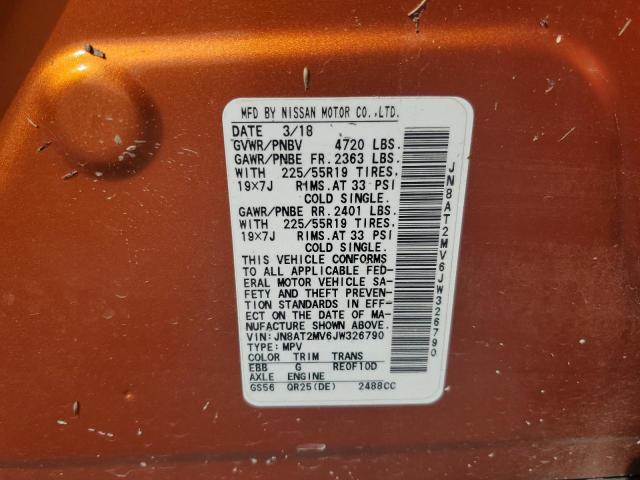 MFD BY NISSAN MOTOR CO.,LTD.
DATE 3/18
GVWR/PNBV 4720 LBS.
GAWR/PNBE FR. 2363 LBS.
WITH 225/55R19 TIRES.
19×7J RIMS.AT 33 PSI
COLD SINGLE.
GAWR/PNBE RR. 2401 LBS.
WITH 225/55R19 TIRES.
19×7J RIMS.AT 33 PSI
COLD SINGLE.
THIS VEHICLE CONFORMS
TO ALL APPLICABLE FED-
ERAL MOTOR VEHICLE SA-
FETY AND THEFT PREVEN-
TION STANDARDS IN EFF-
ECT ON THE DATE OF MA-
NUFACTURE SHOWN ABOVE.
VIN:JN8AT2MV6JW326790
TYPE:MPV
COLOR TRIM TRANS
EBB G RE0F10D
AXLE ENGINE
GS56 QR25(DE) 2488CC
JN8AT2MV6JW326790